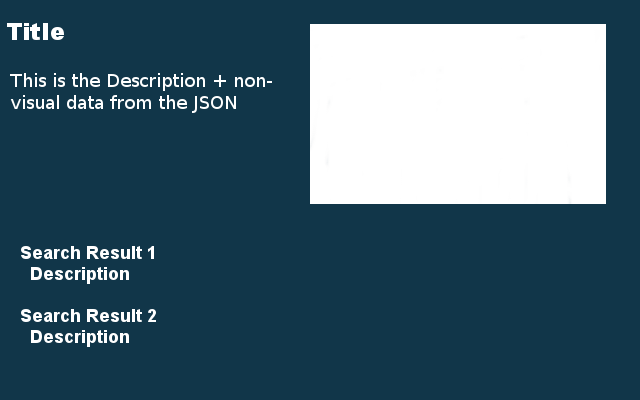 Title
This is the Description + non-
visual data from the JSON
Search Result 1
Description
Search Result 2
Description